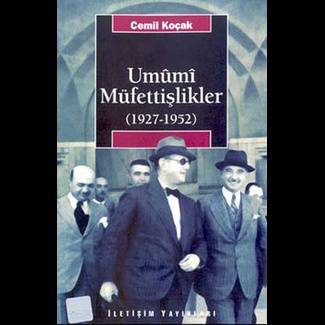 Cemil Koçak
Umûmî
Müfettişlikler
(1927-1952)
İLETİŞİM YAYINLARI